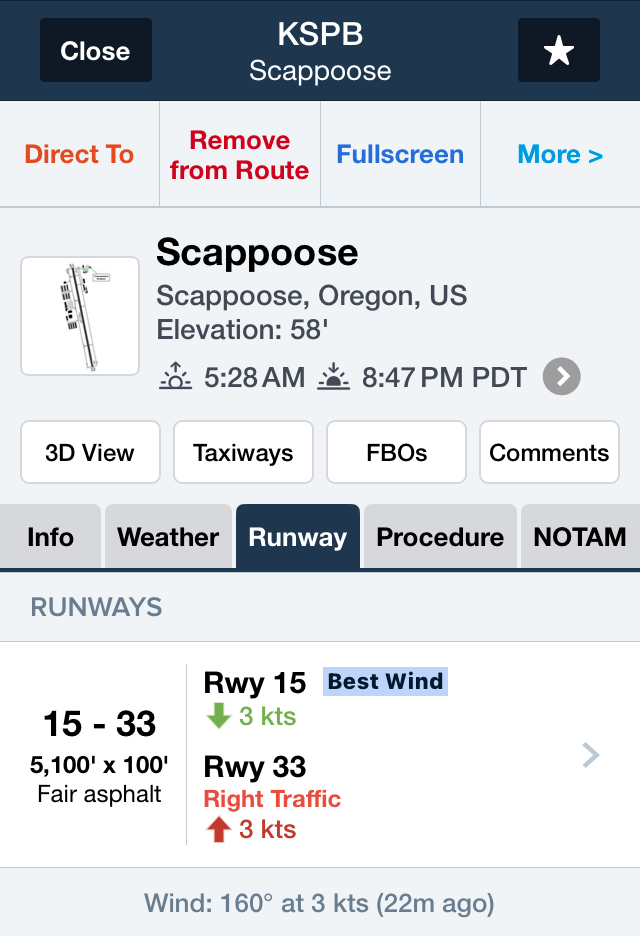 Close
KSPB
Scappoose
Direct To
Remove
from Route
Fullscreen
More >
Scappoose
Scappoose, Oregon, US
Elevation: 58'
5:28 AM 8:47 PM PDT
3D View
Taxiways
FBOs
Comments
Info
Weather
Runway
Procedure
NOTAM
RUNWAYS
15 - 33
5,100' x 100'
Fair asphalt
Rwy 15 Best Wind
3 kts
Rwy 33
Right Traffic
3 kts
Wind: 160° at 3 kts (22m ago)